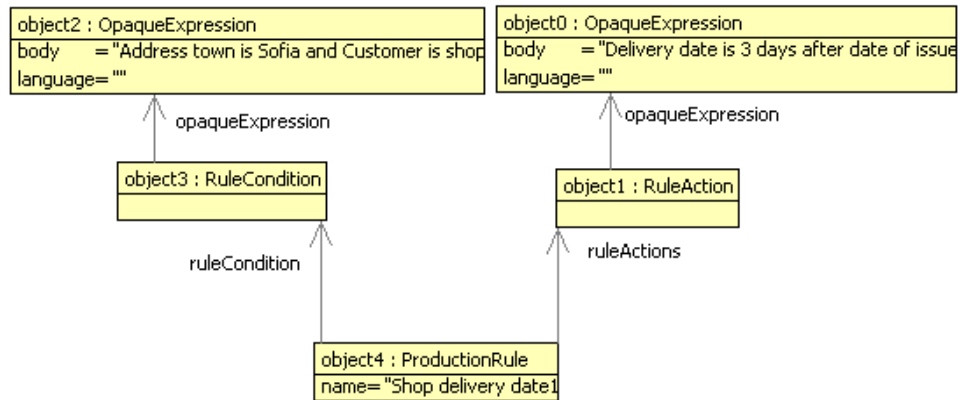 object2 : OpaqueExpression
body = "Address town is Sofia and Customer is shop
language= ""
object0 : OpaqueExpression
body = "Delivery date is 3 days after date of issue
language= ""
opaqueExpression
opaqueExpression
object3 : RuleCondition
object1 : RuleAction
ruleCondition
ruleActions
object4 : ProductionRule
name= "Shop delivery date1